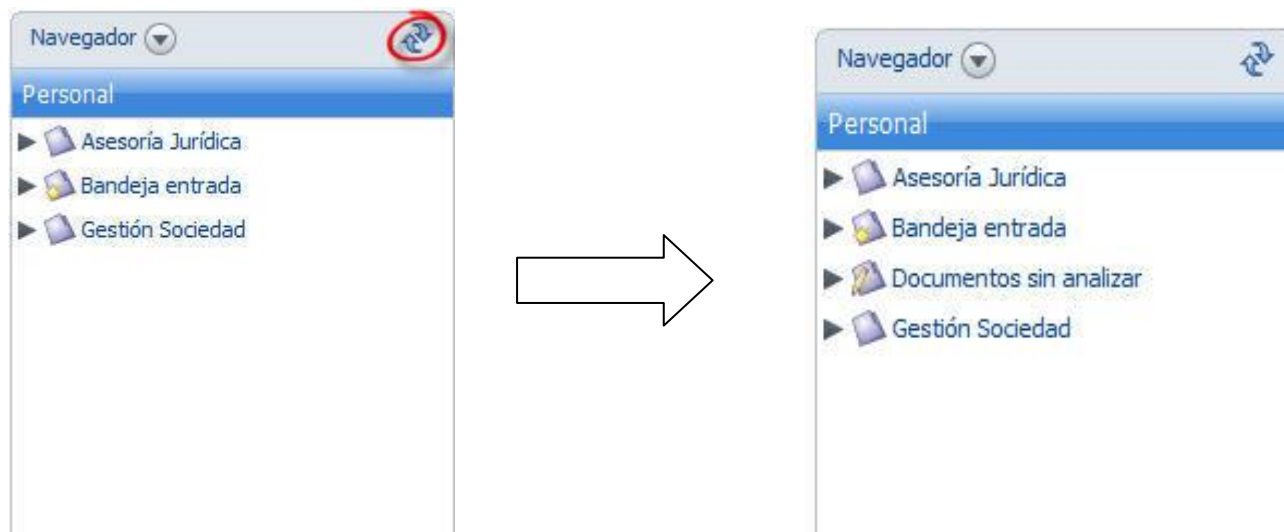 Navegador
Personal
Asesoría Jurídica
Bandeja entrada
Gestión Sociedad
Navegador
Personal
Asesoría Jurídica
Bandeja entrada
Documentos sin analizar
Gestión Sociedad